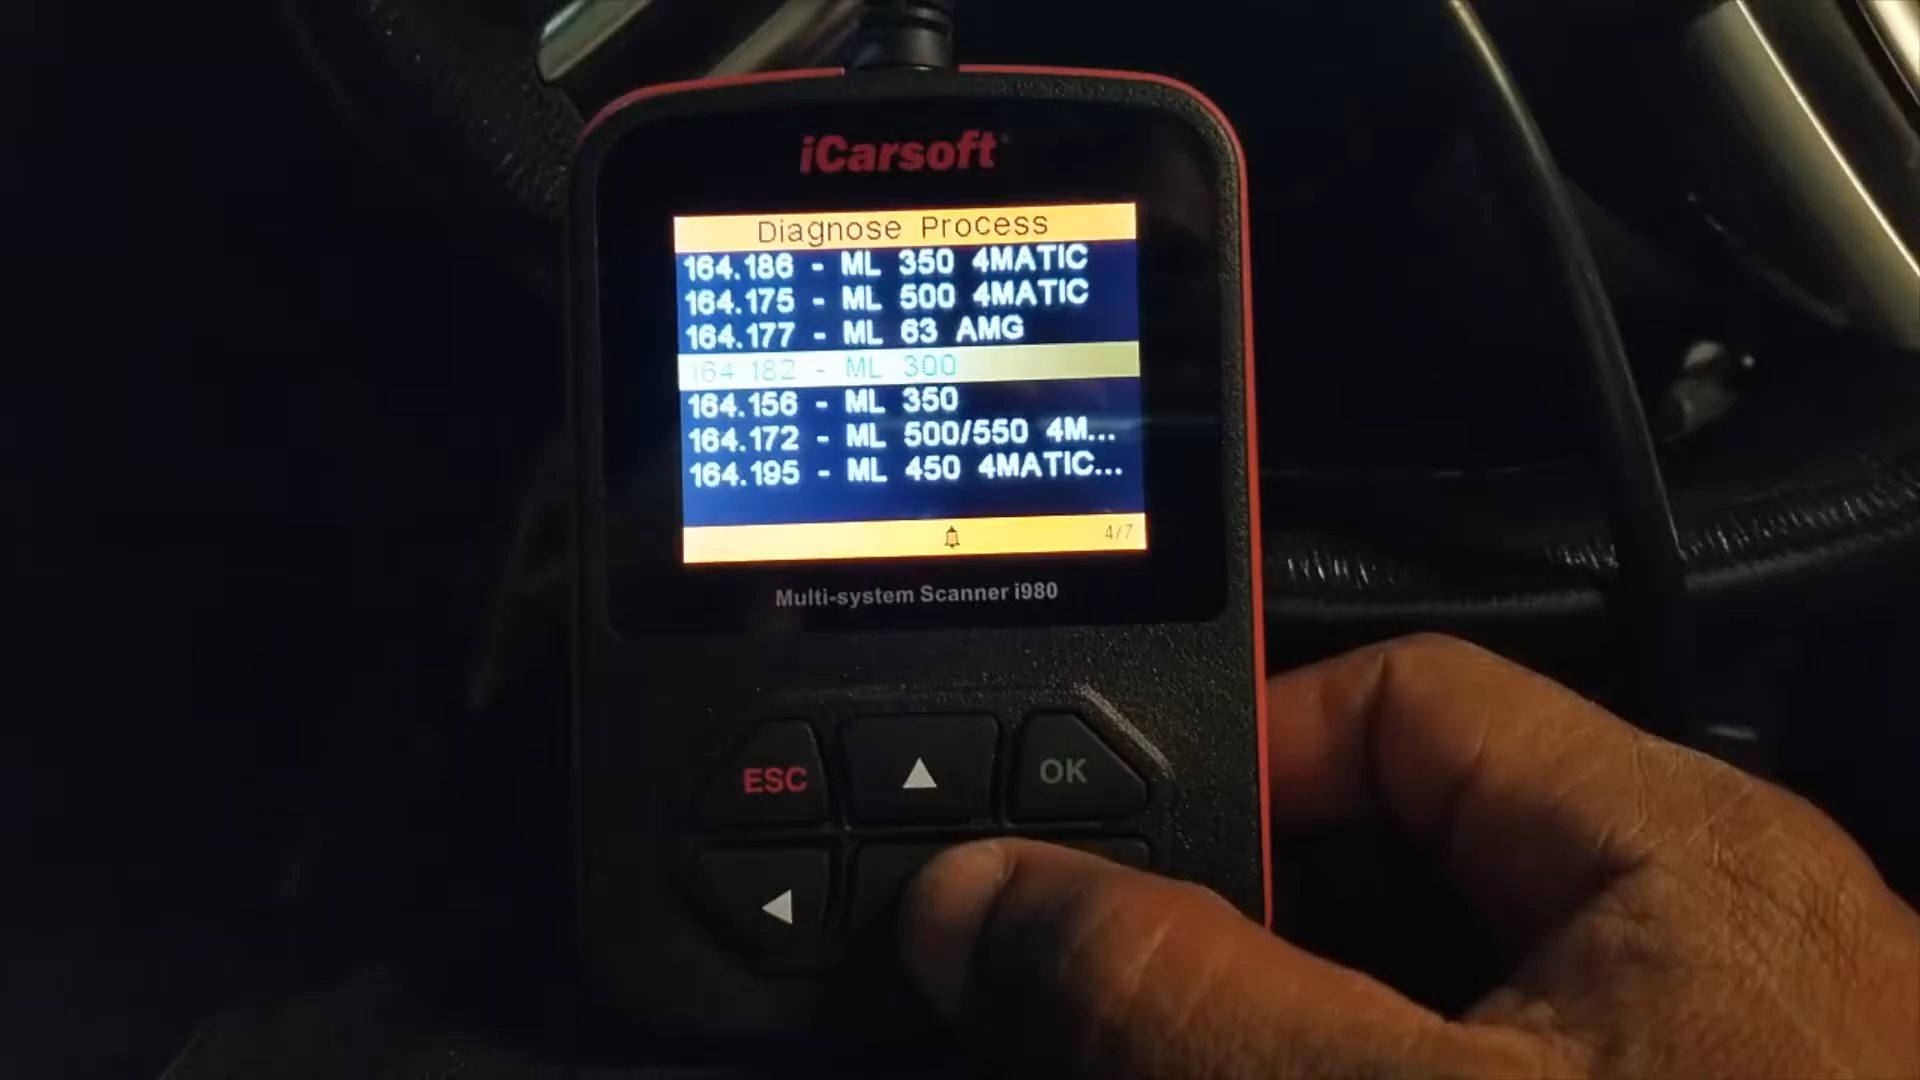 iCarsoft
Diagnose Process
164.186 - ML 350 4MATIC
164.175 - ML 500 4MATIC
164.177 - ML 63 AMG
164.182 - ML 300
164.156 - ML 350
164.172 - ML 500/550 4M...
164.195 - ML 450 4MATIC...
4/7
Multi-system Scanner i980
ESC
OK